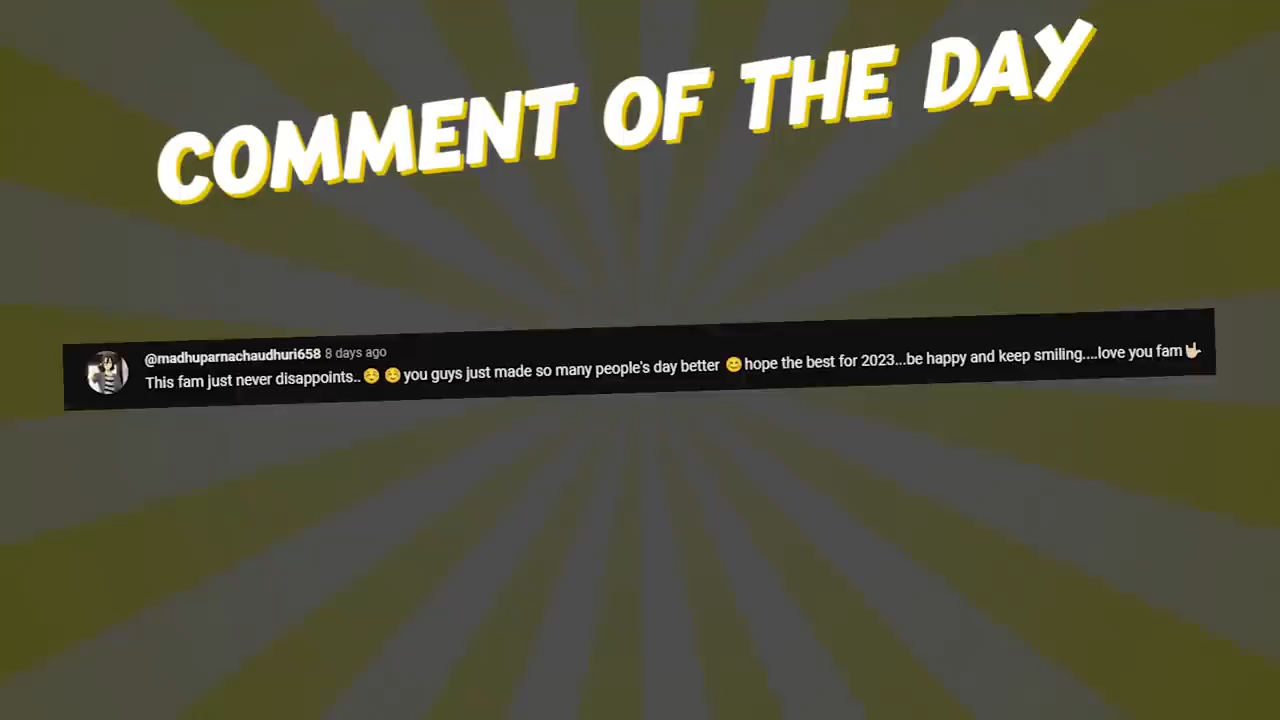 COMMENT OF THE DAY
@madhuparnachaudhuri658 8 days ago
This fam just never disappoints..☺️ ☺️you guys just made so many people's day better 😊hope the best for 2023...be happy and keep smiling....love you fam🤟🏻